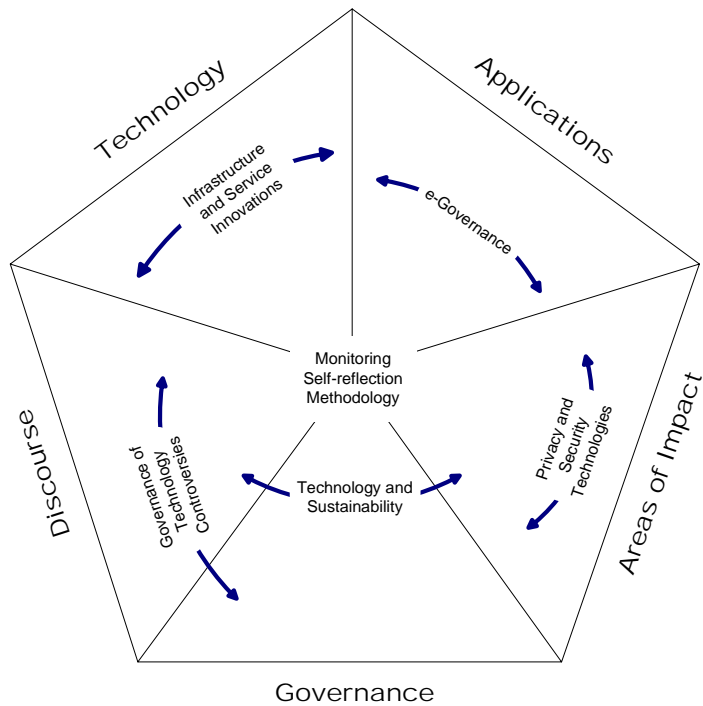 Technology
Applications
Infrastructure
and Service
Innovations
e-Governance
Monitoring
Self-reflection
Methodology
Discourse
Governance of
Technology
Controversies
Technology and
Sustainability
Privacy and
Security
Technologies
Areas of Impact
Governance